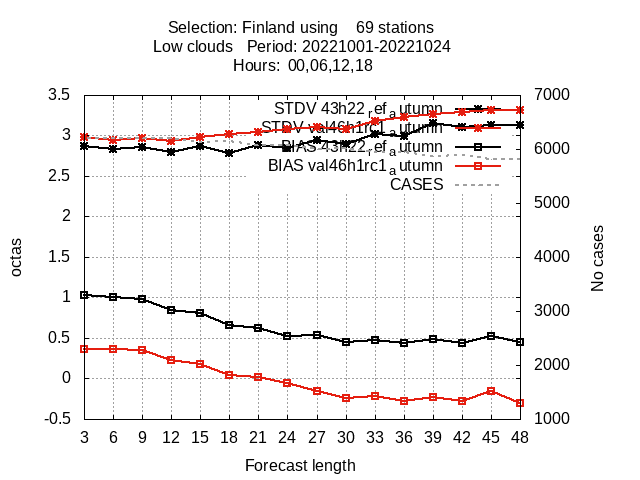 Selection: Finland using    69 stations
Low clouds   Period: 20221001-20221024
Hours:  00,06,12,18
STDV 43h22_ref_autumn
STDV val46h1rc1_autumn
BIAS 43h22_ref_autumn
BIAS val46h1rc1_autumn
CASES
3.5
3
2.5
2
1.5
1
0.5
0
-0.5
octas
7000
6000
5000
4000
3000
2000
1000
No cases
3 6 9 12 15 18 21 24 27 30 33 36 39 42 45 48
Forecast length